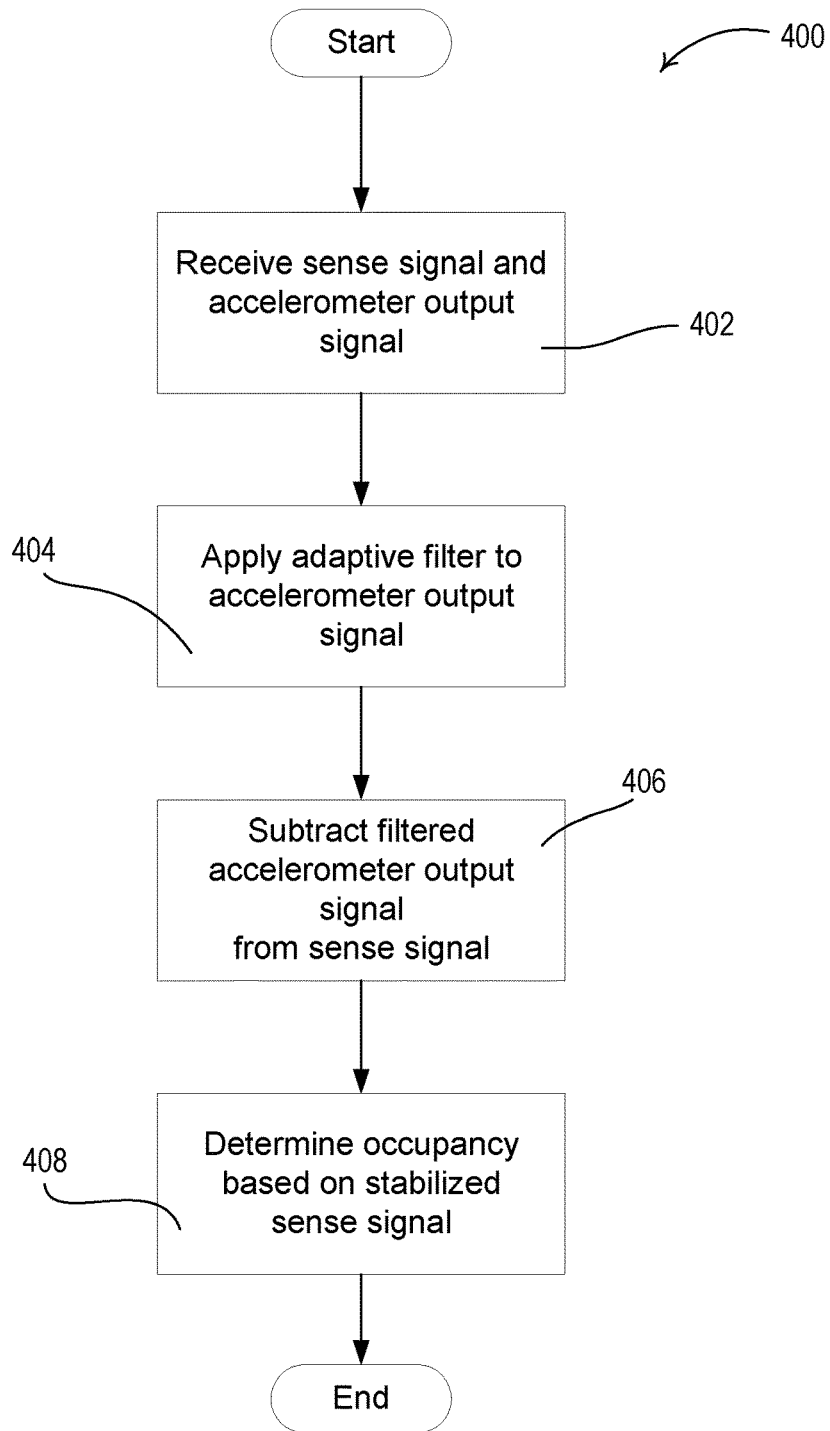 Start
400
Receive sense signal and
accelerometer output
signal
402
404
Apply adaptive filter to
accelerometer output
signal
406
Subtract filtered
accelerometer output
signal
from sense signal
408
Determine occupancy
based on stabilized
sense signal
End